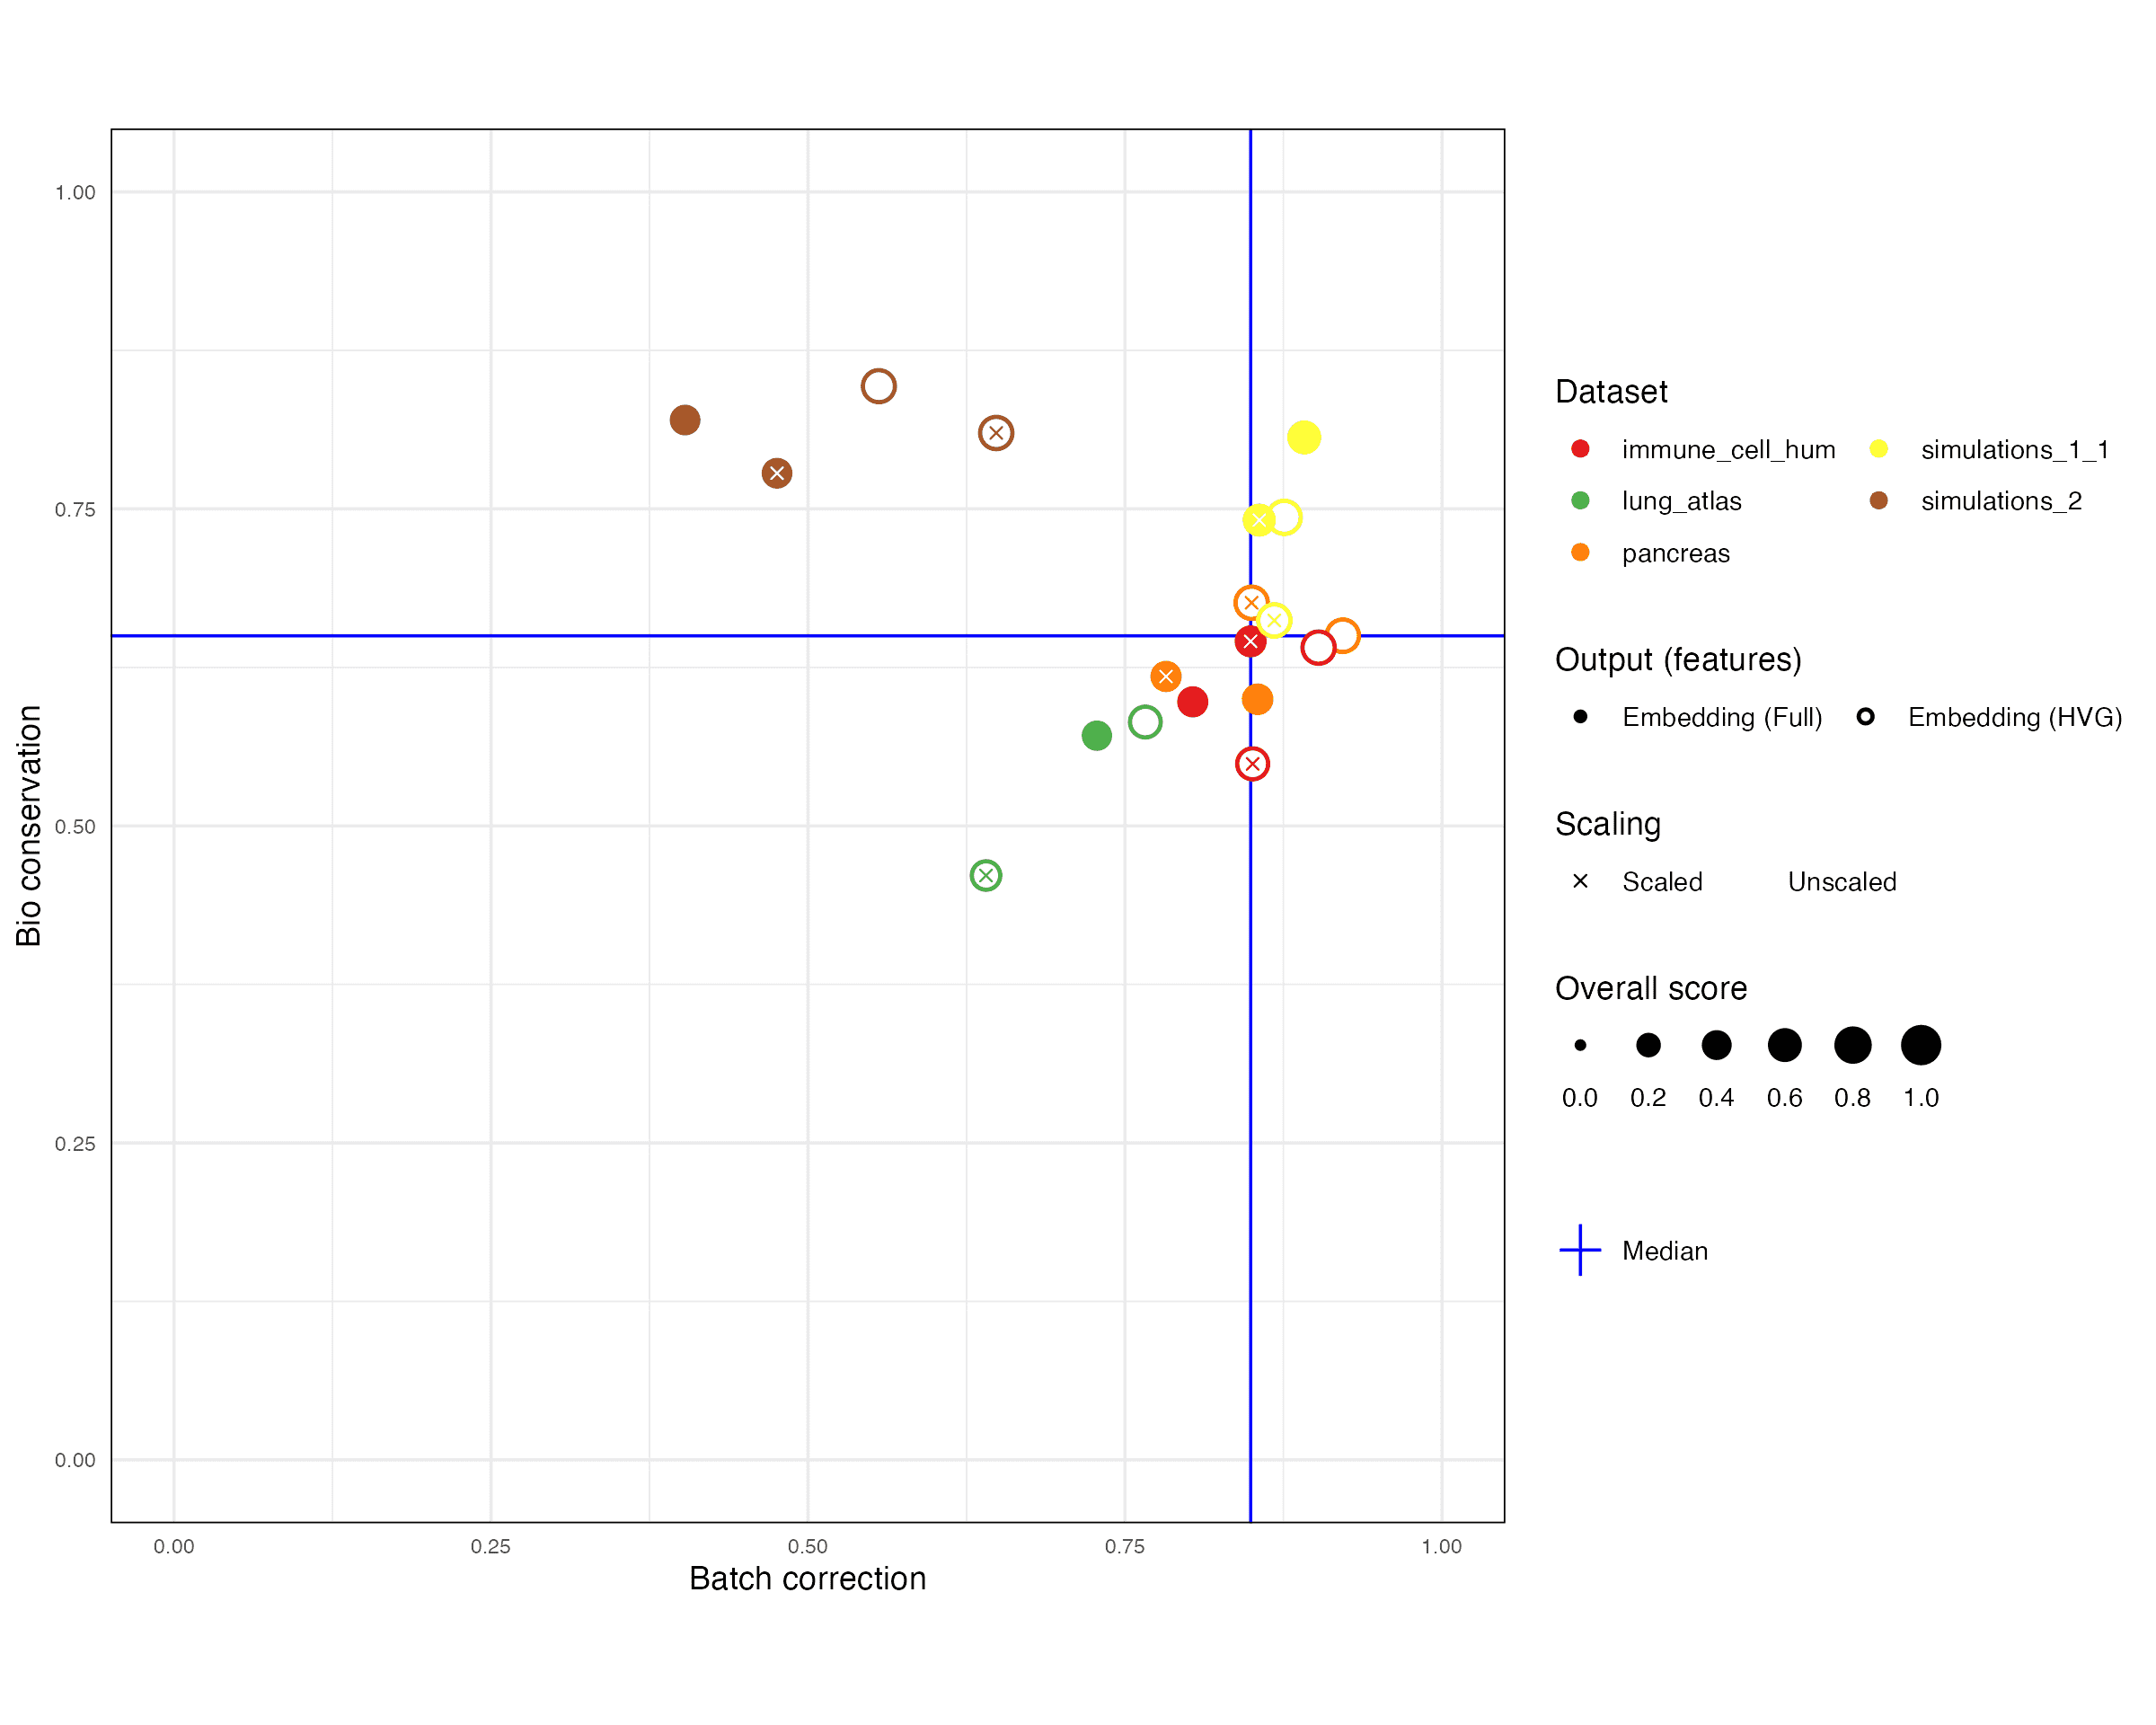 1.00
0.75
0.50
0.25
0.00
Bio conservation
0.00 0.25 0.50 0.75 1.00
Batch correction
Dataset
immune_cell_hum simulations_1_1
lung_atlas simulations_2
pancreas
Output (features)
Embedding (Full) Embedding (HVG)
Scaling
Scaled Unscaled
Overall score
0.0 0.2 0.4 0.6 0.8 1.0
Median